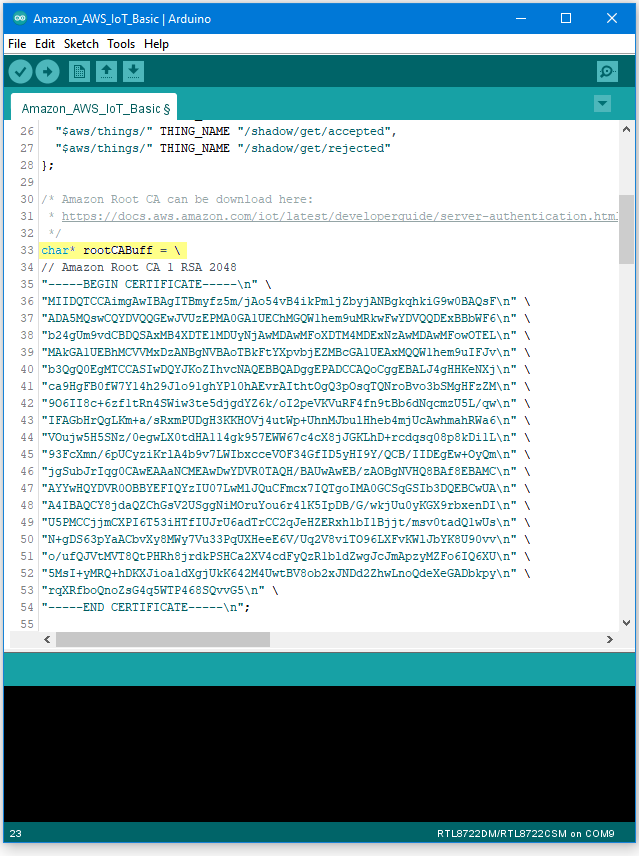 Amazon_AWS_IoT_Basic | Arduino
File Edit Sketch Tools Help
Amazon_AWS_IoT_Basic §
26 "$aws/things/" THING_NAME "/shadow/get/accepted",
27 "$aws/things/" THING_NAME "/shadow/get/rejected"
28 };
29
30 /* Amazon Root CA can be download here:
31 * https://docs.aws.amazon.com/iot/latest/developerguide/server-authentication.html
32 */
33 char* rootCABuff = \
34 // Amazon Root CA 1 RSA 2048
35 "-----BEGIN CERTIFICATE-----\n" \
36 "MIIDQTCCAimgAwIBAgITBmyfz5m/jAo54vB4ikPmljZbyjANBgkqhkiG9w0BAQsF\n" \
37 "ADA5MQswCQYDVQQGEwJVUzEPMA0GA1UEChMGQW1hem9uMRkwFwYDVQQDExBBbWF6\n" \
38 "b24gUm9vdCBDQSAxMB4XDTE1MDUyNjAwMDAwMFoXDTM4MDExNzAwMDAwMFowOTEL\n" \
39 "MAkGA1UEBhMCVVMxDzANBgNVBAoTBkFtYXpvbjEZMBcGA1UEAxMQQW1hem9uIFJv\n" \
40 "b3QgQ0EgMTCCASIwDQYJKoZIhvcNAQEBBQADggEPADCCAQoCggEBALJ4gHHKeNXj\n" \
41 "ca9HgFB0fW7Y14h29Jlo91ghYPl0hAEvrAIthtOgQ3pOsqTQNroBvo3bSMgHFzZM\n" \
42 "9O6II8c+6zf1tRn4SWiw3te5djgdYZ6k/oI2peVKVuRF4fn9tBb6dNqcmzU5L/qw\n" \
43 "IFAGbHrQgLKm+a/sRxmPUDgH3KKHOVj4utWp+UhnMJbulHheb4mjUcAwhmahRWa6\n" \
44 "VOujw5H5SNz/0egwLX0tdHA114gk957EWW67c4cX8jJGKLhD+rcdqsq08p8kDi1L\n" \
45 "93FcXmn/6pUCyziKrlA4b9v7LWIbxcceVOF34GfID5yHI9Y/QCB/IIDEgEw+OyQm\n" \
46 "jgSubJrIqg0CAwEAAaNCMEAwDwYDVR0TAQH/BAUwAwEB/zAOBgNVHQ8BAf8EBAMC\n" \
47 "AYYwHQYDVR0OBBYEFIQYzIU07LwMlJQuCFmcx7IQTgoIMA0GCSqGSIb3DQEBCwUA\n" \
48 "A4IBAQCY8jdaQZChGsV2USggNiMOruYou6r4lK5IpDB/G/wkjUu0yKGX9rbxenDI\n" \
49 "U5PMCCjjmCXPI6T53iHTfIUJrU6adTrCC2qJeHZERxhlbI1Bjjt/msv0tadQ1wUs\n" \
50 "N+gDS63pYaACbvXy8MWy7Vu33PqUXHeeE6V/Uq2V8viTO96LXFvKWlJbYK8U90vv\n" \
51 "o/ufQJVtMVT8QtPHRh8jrdkPSHCa2XV4cdFyQzR1bldZwgJcJmApzyMZFo6IQ6XU\n" \
52 "5MsI+yMRQ+hDKXJioaldXgjUkK642M4UwtBV8ob2xJNDd2ZhwLnoQdeXeGADbkpy\n" \
53 "rqXRfboQnoZsG4q5WTP468SQvvG5\n" \
54 "-----END CERTIFICATE-----\n";
55
23
RTL8722DM/RTL8722CSM on COM9